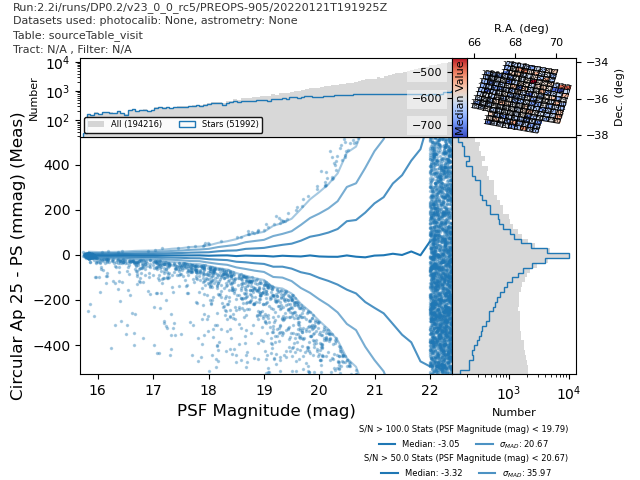 Run:2.2i/runs/DP0.2/v23_0_0_rc5/PREOPS-905/20220121T191925Z
Datasets used: photocalib: None, astrometry: None
Table: sourceTable_visit
Tract: N/A , Filter: N/A
R.A. (deg)
66 68 70
Number
10⁴
10³
10²
All (194216) Stars (51992)
−500
−600
−700
Median Value
−34
−36
−38
Dec. (deg)
Circular Ap 25 - PS (mmag) (Meas)
400
200
0
−200
−400
16 17 18 19 20 21 22
PSF Magnitude (mag)
10³ 10⁴
Number
S/N > 100.0 Stats (PSF Magnitude (mag) < 19.79)
Median: -3.05 σMAD: 20.67
S/N > 50.0 Stats (PSF Magnitude (mag) < 20.67)
Median: -3.32 σMAD: 35.97